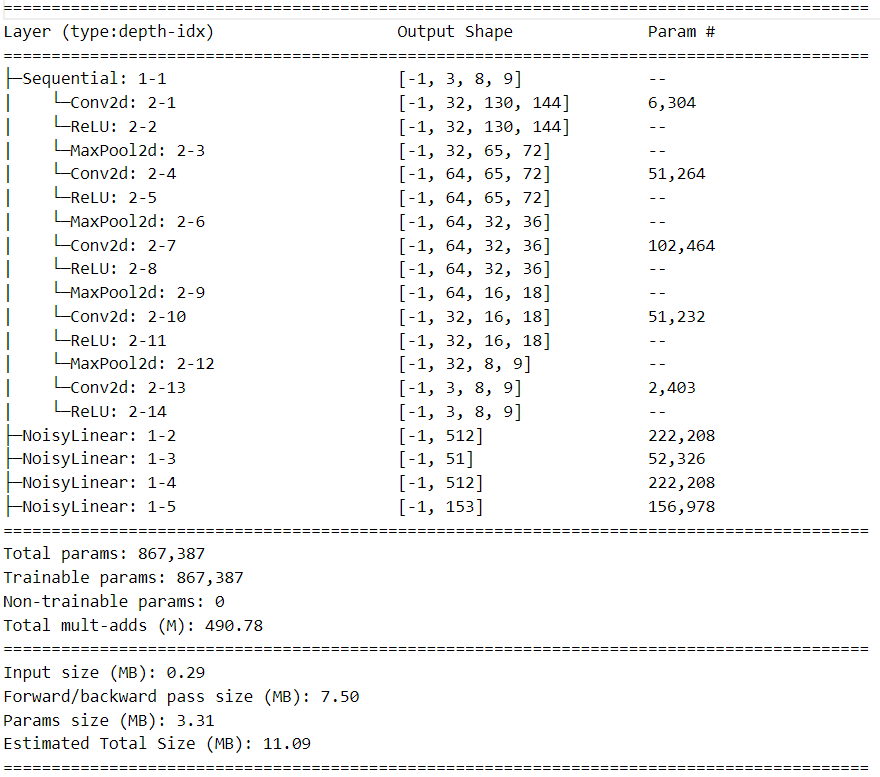 ==========================================================================================
Layer (type:depth-idx)                   Output Shape              Param #
==========================================================================================
├─Sequential: 1-1                        [-1, 3, 8, 9]             --
|    └─Conv2d: 2-1                       [-1, 32, 130, 144]        6,304
|    └─ReLU: 2-2                         [-1, 32, 130, 144]        --
|    └─MaxPool2d: 2-3                    [-1, 32, 65, 72]          --
|    └─Conv2d: 2-4                       [-1, 64, 65, 72]          51,264
|    └─ReLU: 2-5                         [-1, 64, 65, 72]          --
|    └─MaxPool2d: 2-6                    [-1, 64, 32, 36]          --
|    └─Conv2d: 2-7                       [-1, 64, 32, 36]          102,464
|    └─ReLU: 2-8                         [-1, 64, 32, 36]          --
|    └─MaxPool2d: 2-9                    [-1, 64, 16, 18]          --
|    └─Conv2d: 2-10                      [-1, 32, 16, 18]          51,232
|    └─ReLU: 2-11                        [-1, 32, 16, 18]          --
|    └─MaxPool2d: 2-12                   [-1, 32, 8, 9]            --
|    └─Conv2d: 2-13                      [-1, 3, 8, 9]             2,403
|    └─ReLU: 2-14                        [-1, 3, 8, 9]             --
├─NoisyLinear: 1-2                       [-1, 512]                 222,208
├─NoisyLinear: 1-3                       [-1, 51]                  52,326
├─NoisyLinear: 1-4                       [-1, 512]                 222,208
├─NoisyLinear: 1-5                       [-1, 153]                 156,978
==========================================================================================
Total params: 867,387
Trainable params: 867,387
Non-trainable params: 0
Total mult-adds (M): 490.78
==========================================================================================
Input size (MB): 0.29
Forward/backward pass size (MB): 7.50
Params size (MB): 3.31
Estimated Total Size (MB): 11.09
==========================================================================================